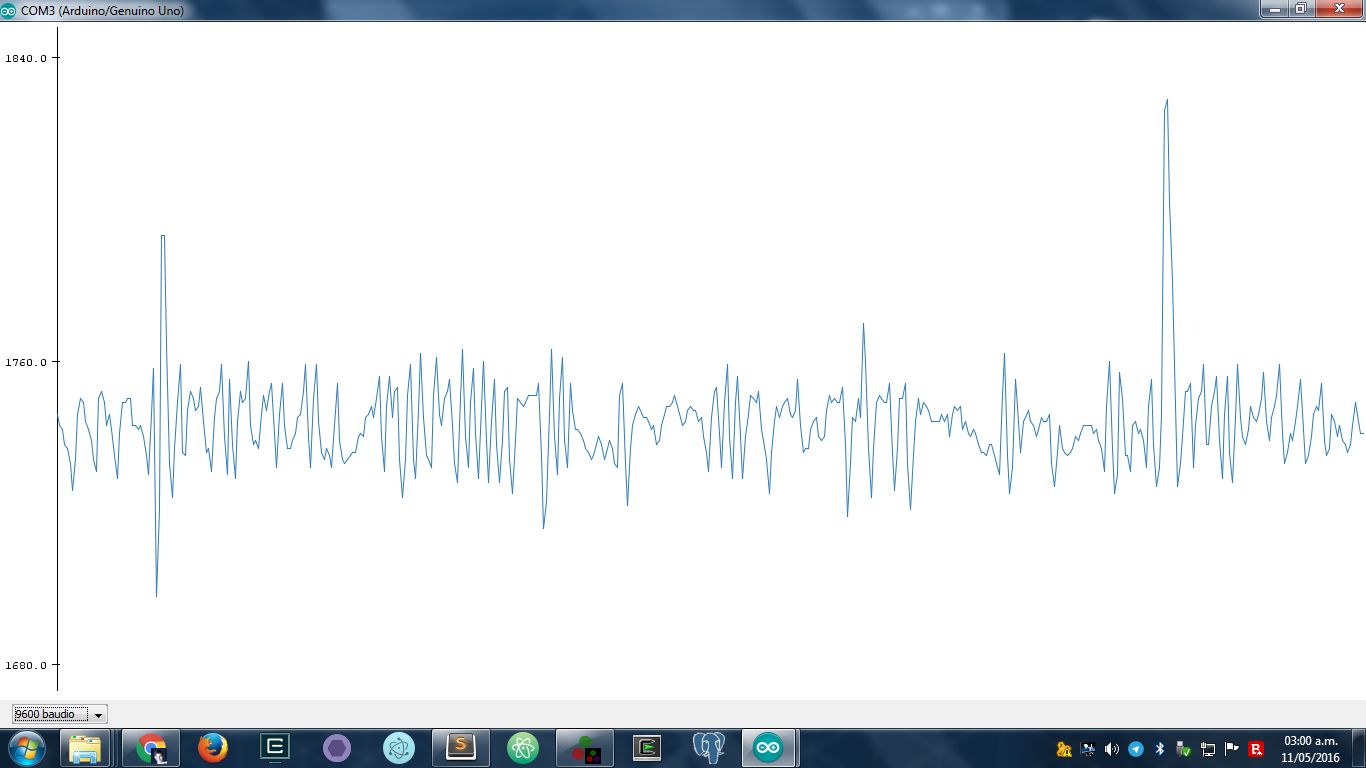 COM3 (Arduino/Genuino Uno)
1840.0
1760.0
1680.0
9600 baudio
03:00 a.m.
11/05/2016